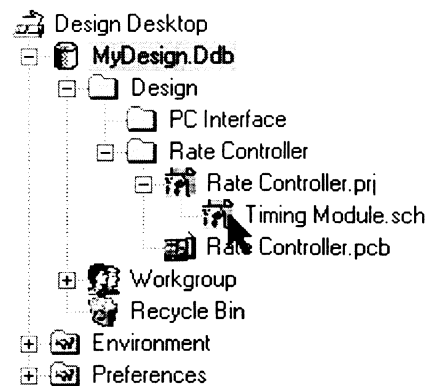 Design Desktop
MyDesign.Ddb
Design
PC Interface
Rate Controller
Rate Controller.prj
Timing Module.sch
Rate Controller.pcb
Workgroup
Recycle Bin
Environment
Preferences